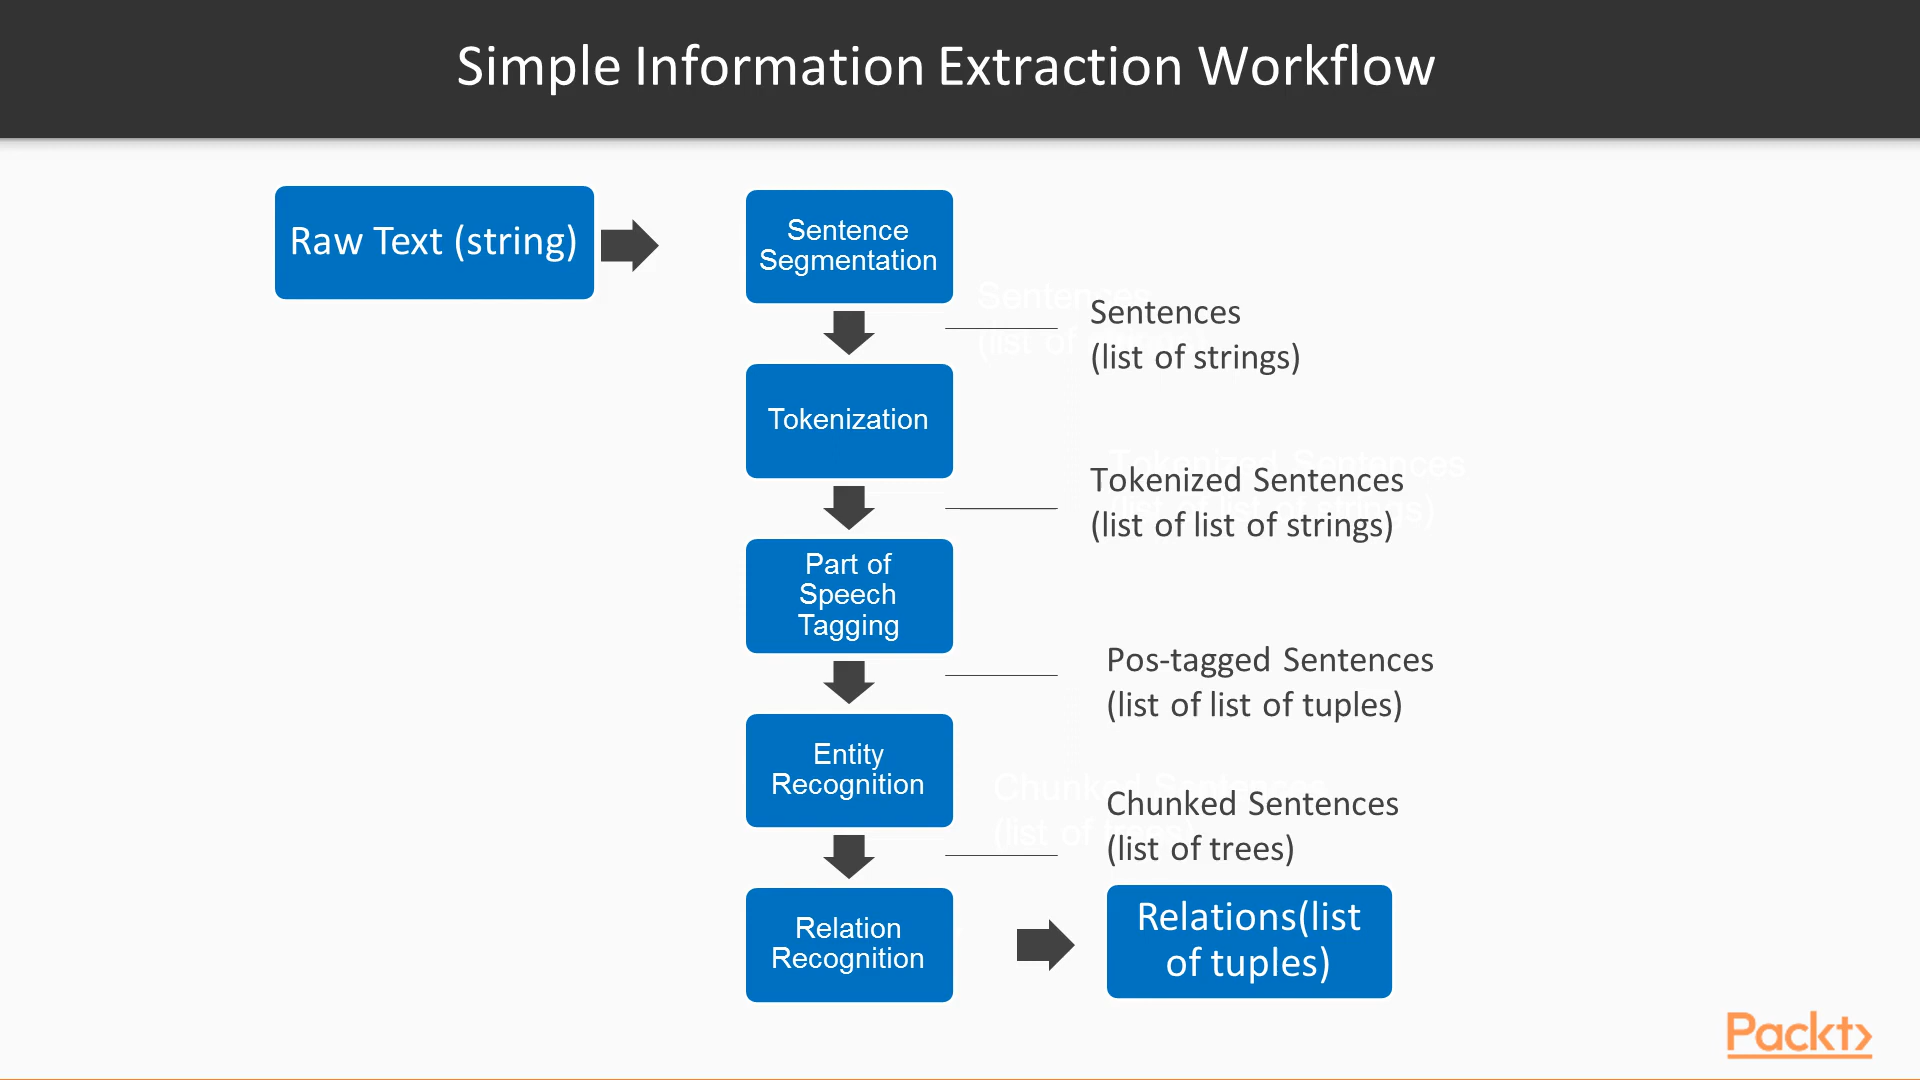 Simple Information Extraction Workflow
Raw Text (string)
Sentence
Segmentation
Sentences
(list of strings)
Tokenization
Tokenized Sentences
(list of list of strings)
Part of
Speech
Tagging
Pos-tagged Sentences
(list of list of tuples)
Entity
Recognition
Chunked Sentences
(list of trees)
Relation
Recognition
Relations(list
of tuples)
Packt>